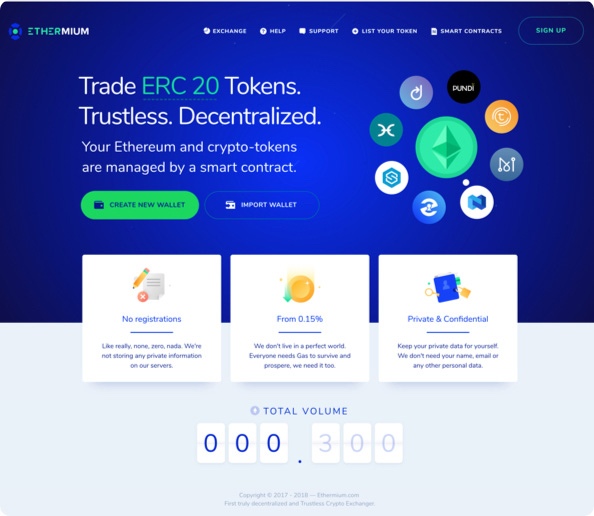 ETHERMIUM
EXCHANGE
HELP
SUPPORT
LIST YOUR TOKEN
SMART CONTRACTS
SIGN UP
Trade ERC 20 Tokens.
Trustless. Decentralized.
Your Ethereum and crypto-tokens
are managed by a smart contract.
CREATE NEW WALLET
IMPORT WALLET
PUNDI
No registrations
Like really, none, zero, nada. We're
not storing any private information
on our servers.
From 0.15%
We don't live in a perfect world.
Everyone needs Gas to survive and
prospere, we need it too.
Private & Confidential
Keep your private data for yourself.
We don't need your name, email or
any other personal data.
TOTAL VOLUME
000.300
Copyright © 2017 - 2018 — Ethermium.com
First truly decentralized and Trustless Crypto Exchanger